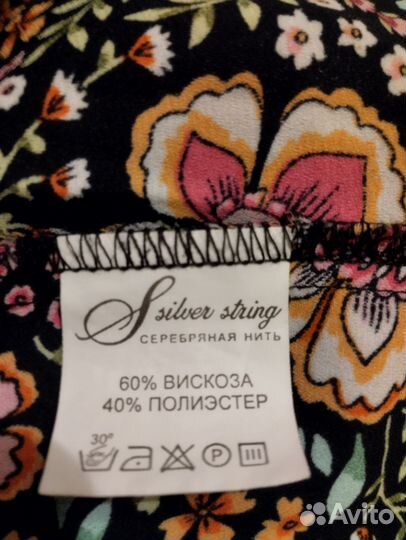 Silver string
СЕРЕБРЯНАЯ НИТЬ
60% ВИСКОЗА
40% ПОЛИЭСТЕР
30°
P
Avito